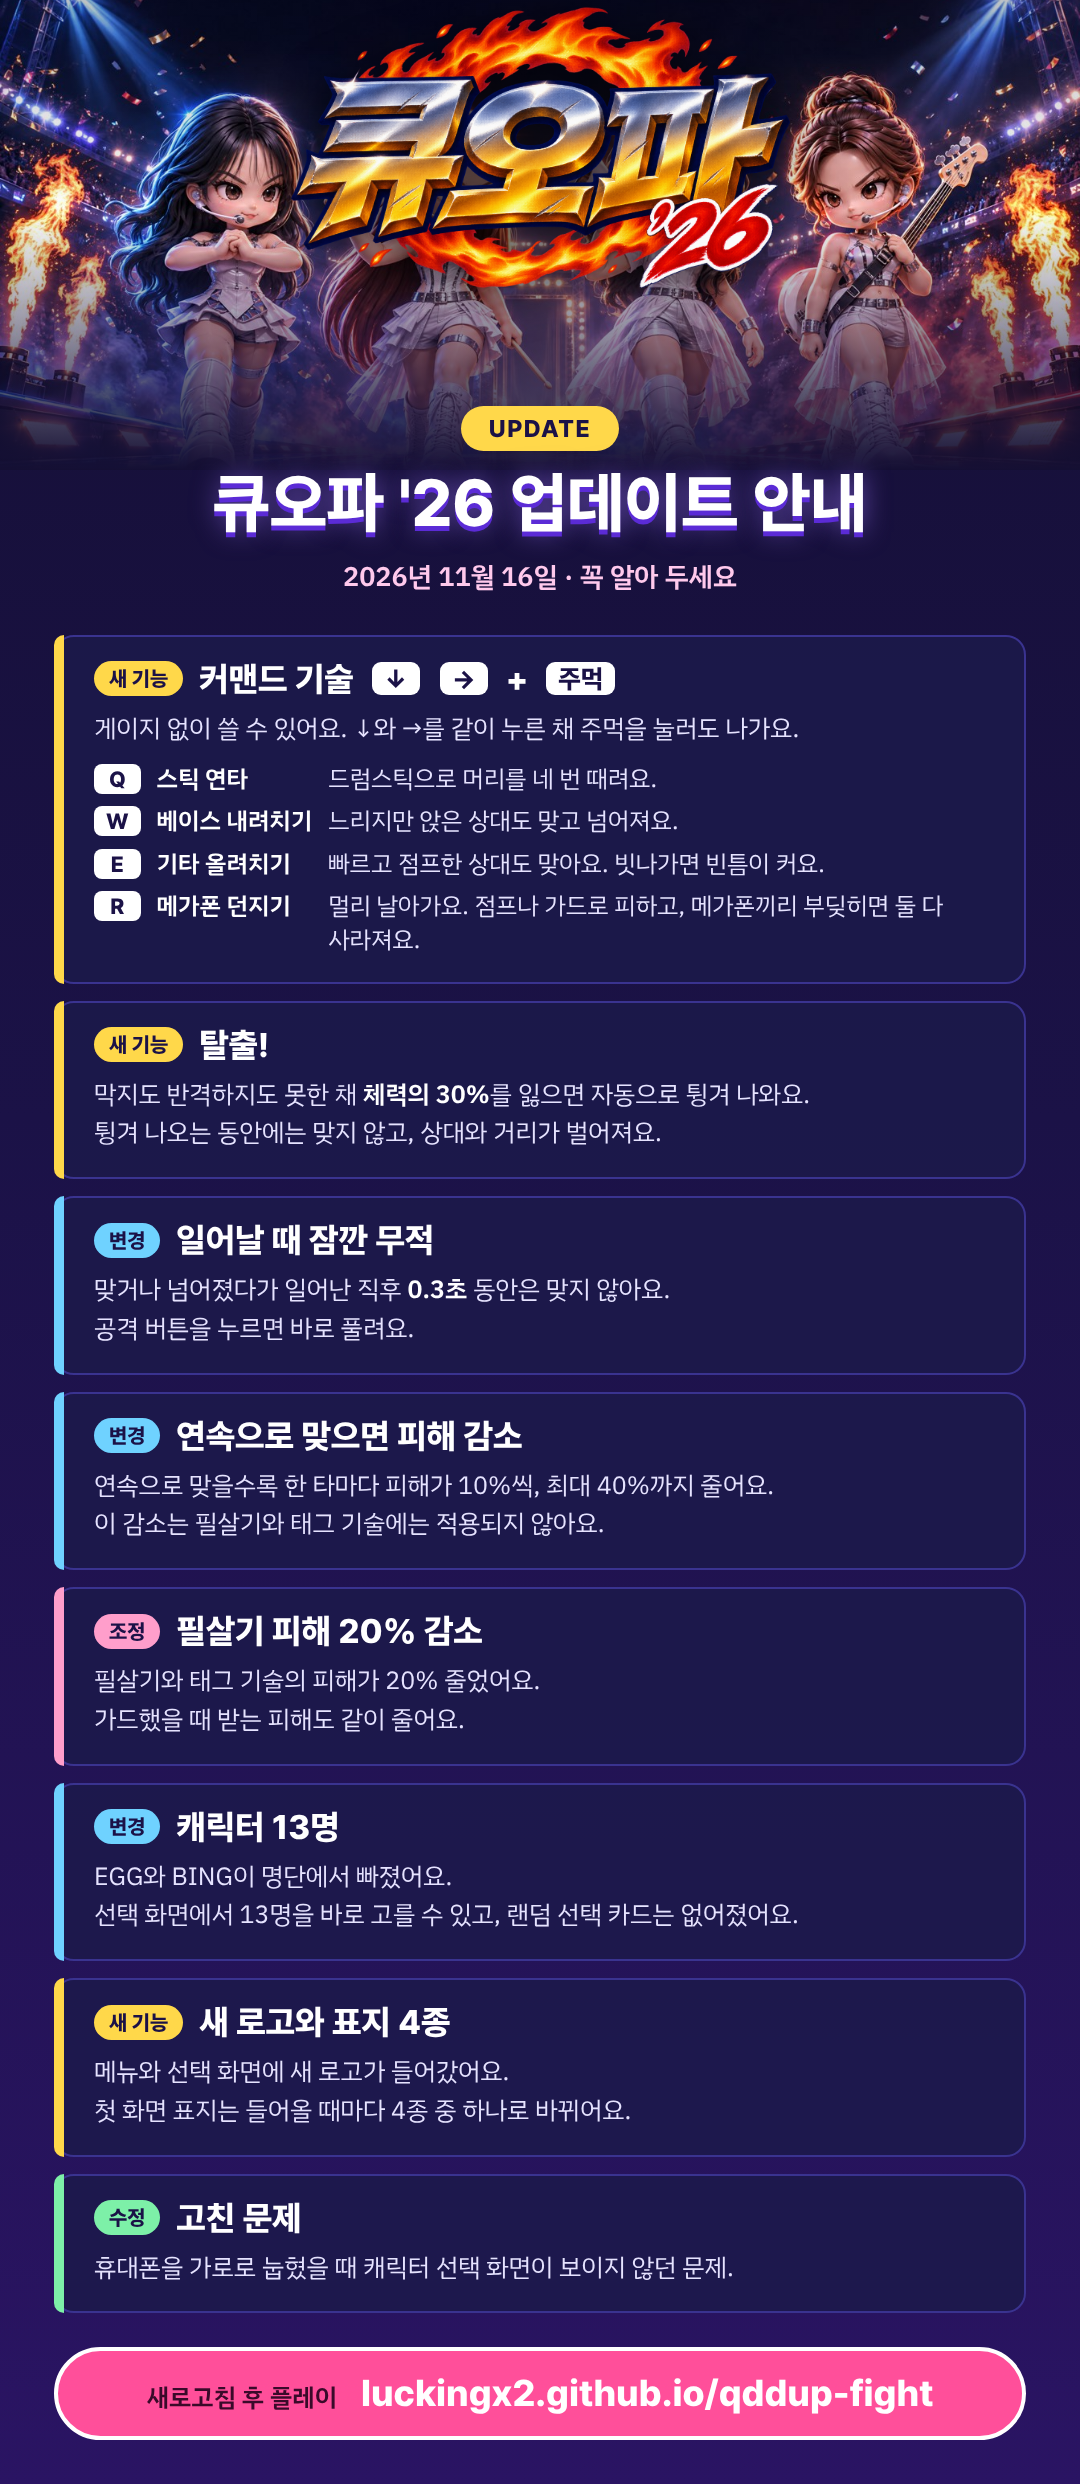 큐오파
'26
UPDATE
큐오파 '26 업데이트 안내
2026년 11월 16일 · 꼭 알아 두세요
새 기능 커맨드 기술 ↓ → + 주먹
게이지 없이 쓸 수 있어요. ↓와 →를 같이 누른 채 주먹을 눌러도 나가요.
Q 스틱 연타 드럼스틱으로 머리를 네 번 때려요.
W 베이스 내려치기 느리지만 앉은 상대도 맞고 넘어져요.
E 기타 올려치기 빠르고 점프한 상대도 맞아요. 빗나가면 빈틈이 커요.
R 메가폰 던지기 멀리 날아가요. 점프나 가드로 피하고, 메가폰끼리 부딪히면 둘 다
사라져요.
새 기능 탈출!
막지도 반격하지도 못한 채 체력의 30%를 잃으면 자동으로 튕겨 나와요.
튕겨 나오는 동안에는 맞지 않고, 상대와 거리가 벌어져요.
변경 일어날 때 잠깐 무적
맞거나 넘어졌다가 일어난 직후 0.3초 동안은 맞지 않아요.
공격 버튼을 누르면 바로 풀려요.
변경 연속으로 맞으면 피해 감소
연속으로 맞을수록 한 타마다 피해가 10%씩, 최대 40%까지 줄어요.
이 감소는 필살기와 태그 기술에는 적용되지 않아요.
조정 필살기 피해 20% 감소
필살기와 태그 기술의 피해가 20% 줄었어요.
가드했을 때 받는 피해도 같이 줄어요.
변경 캐릭터 13명
EGG와 BING이 명단에서 빠졌어요.
선택 화면에서 13명을 바로 고를 수 있고, 랜덤 선택 카드는 없어졌어요.
새 기능 새 로고와 표지 4종
메뉴와 선택 화면에 새 로고가 들어갔어요.
첫 화면 표지는 들어올 때마다 4종 중 하나로 바뀌어요.
수정 고친 문제
휴대폰을 가로로 눕혔을 때 캐릭터 선택 화면이 보이지 않던 문제.
새로고침 후 플레이 luckingx2.github.io/qddup-fight